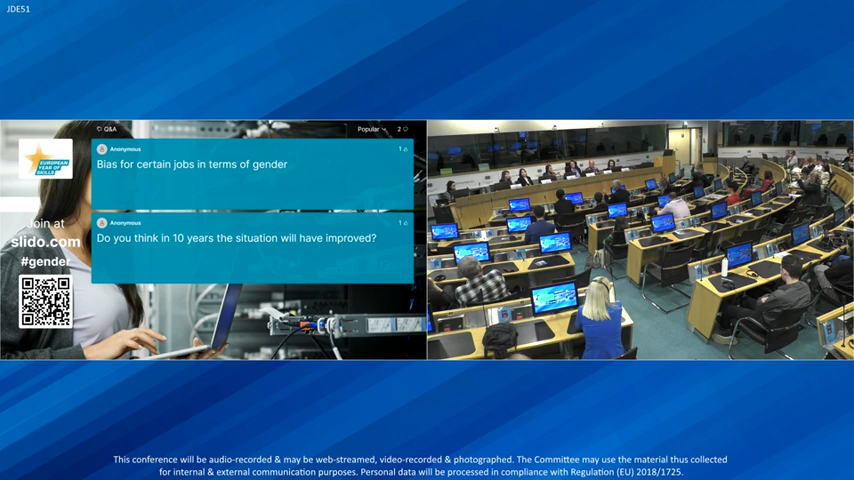 JDE51
Q&A
Popular
2
EUROPEAN
YEAR OF
SKILLS
Anonymous
1
Bias for certain jobs in terms of gender
Anonymous
1
Do you think in 10 years the situation will have improved?
Join at
slido.com
#gender
This conference will be audio-recorded & may be web-streamed, video-recorded & photographed. The Committee may use the material thus collected
for internal & external communication purposes. Personal data will be processed in compliance with Regulation (EU) 2018/1725.